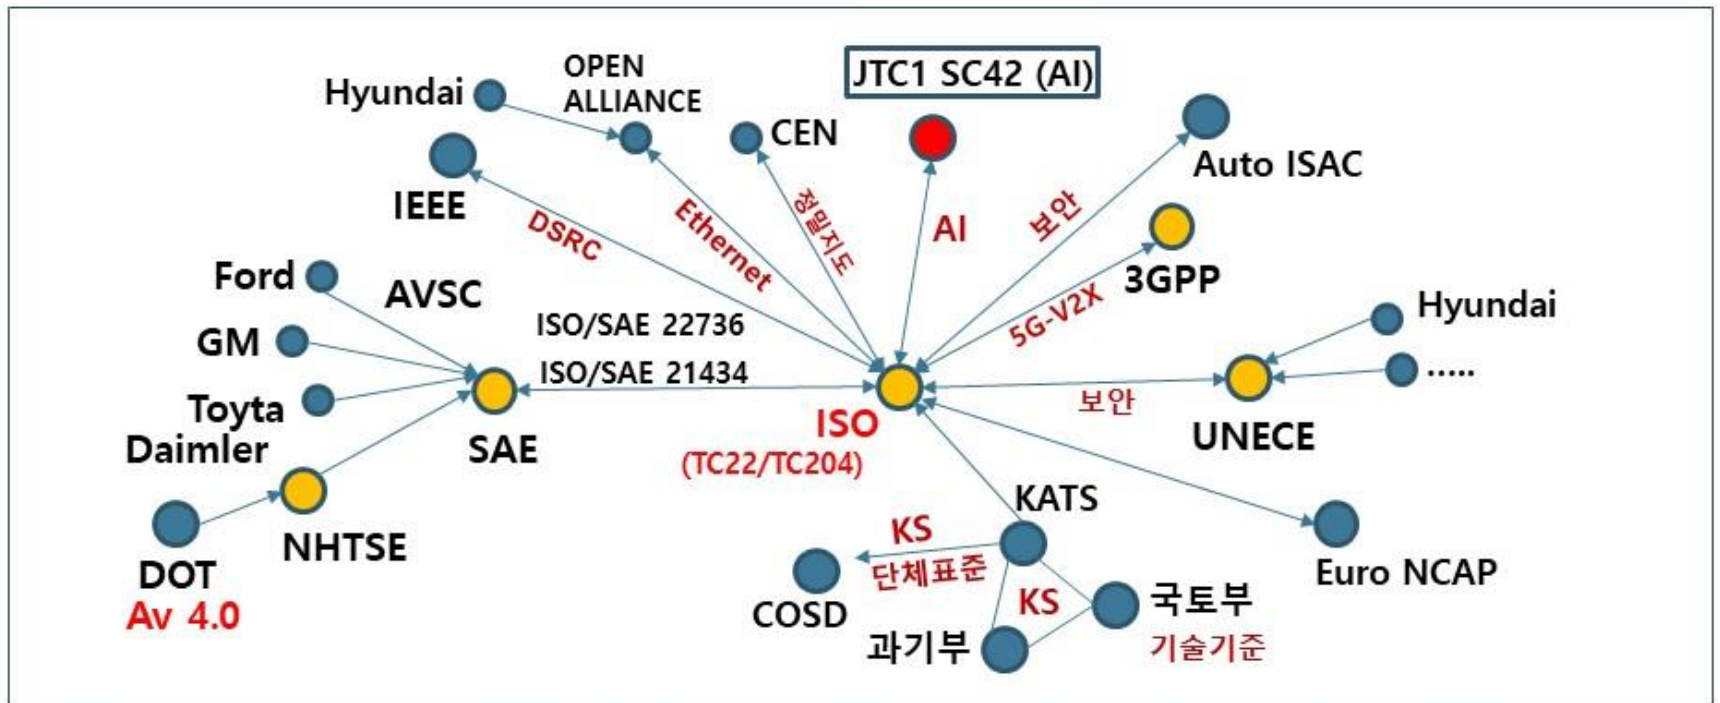 OPEN
ALLIANCE
Hyundai
JTC1 SC42 (AI)
CEN
Auto ISAC
IEEE
DSRC
Ethernet
정밀지도
AI
보안
3GPP
5G-V2X
Ford
AVSC
GM
ISO/SAE 22736
ISO/SAE 21434
Hyundai
.....
Toyta
Daimler
SAE
ISO
(TC22/TC204)
보안
UNECE
NHTSE
DOT
Av 4.0
KATS
KS
단체표준
COSD
KS
과기부
국토부
기술기준
Euro NCAP